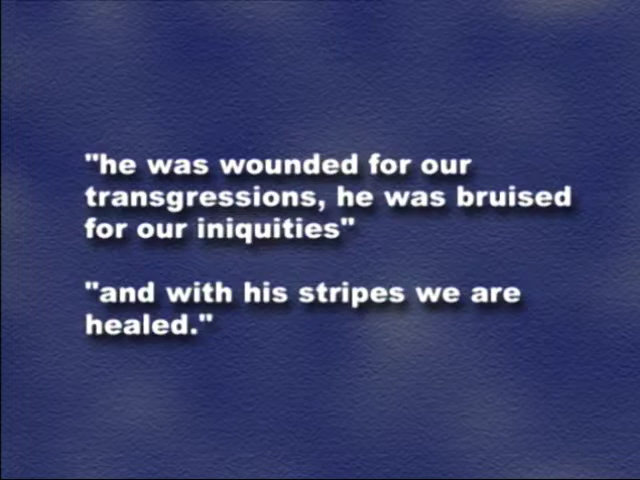 "he was wounded for our
transgressions, he was bruised
for our iniquities"
"and with his stripes we are
healed."